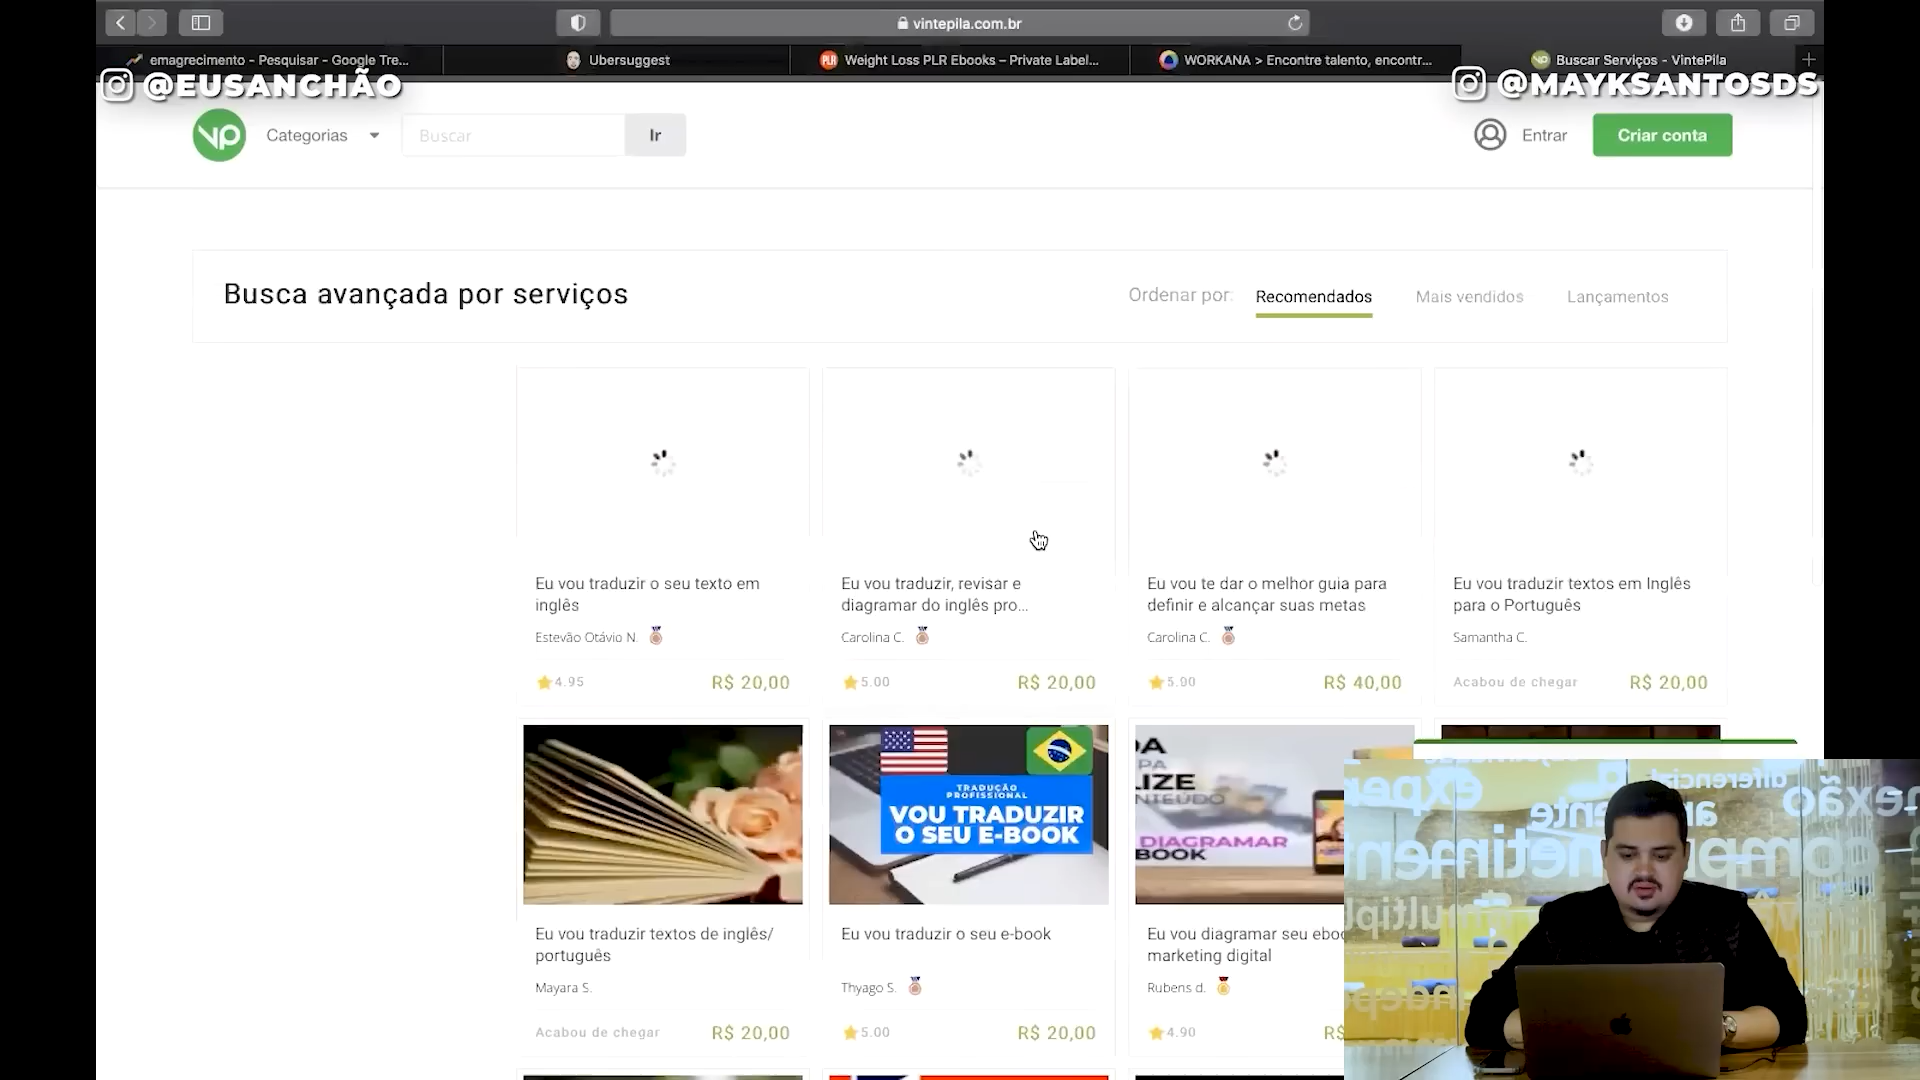 vintepila.com.br
emagrecimento - Pesquisar - Google Tre...
Ubersuggest
PLR
Weight Loss PLR Ebooks – Private Label...
WORKANA > Encontre talento, encontr...
Buscar Serviços - VintePila
@EUSANCHÃO
@MAYKSANTOSDS
vp
Categorias
Buscar
Ir
Entrar
Criar conta
Busca avançada por serviços
Ordenar por:
Recomendados
Mais vendidos
Lançamentos
Eu vou traduzir o seu texto em
inglês
Estevão Otávio N.
4.95
R$ 20,00
Eu vou traduzir, revisar e
diagramar do inglês pro...
Carolina C.
5.00
R$ 20,00
Eu vou te dar o melhor guia para
definir e alcançar suas metas
Carolina C.
5.00
R$ 40,00
Eu vou traduzir textos em Inglês
para o Português
Samantha C.
Acabou de chegar
R$ 20,00
Eu vou traduzir textos de inglês/
português
Mayara S.
Acabou de chegar
R$ 20,00
TRADUÇÃO
PROFISSIONAL
VOU TRADUZIR
O SEU E-BOOK
Eu vou traduzir o seu e-book
Thyago S.
5.00
R$ 20,00
DIAGRAMAR
BOOK
Eu vou diagramar seu eboo
marketing digital
Rubens d.
4.90
R$